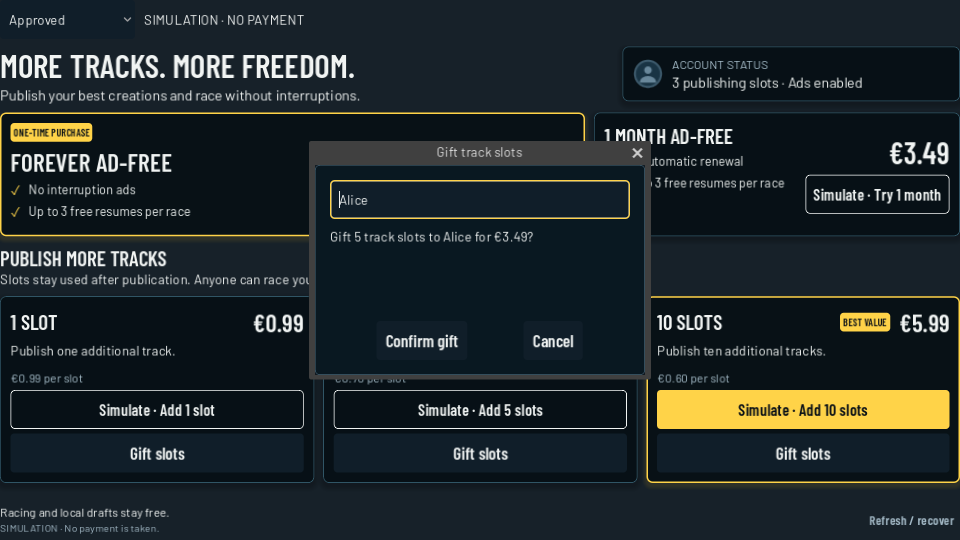 Approved
SIMULATION · NO PAYMENT
MORE TRACKS. MORE FREEDOM.
Publish your best creations and race without interruptions.
ACCOUNT STATUS
3 publishing slots · Ads enabled
ONE-TIME PURCHASE
FOREVER AD-FREE
✓ No interruption ads
✓ Up to 3 free resumes per race
1 MONTH AD-FREE
utomatic renewal
3 free resumes per race
€3.49
Simulate · Try 1 month
Gift track slots
Alice
Gift 5 track slots to Alice for €3.49?
Confirm gift
Cancel
PUBLISH MORE TRACKS
Slots stay used after publication. Anyone can race you
1 SLOT
€0.99
Publish one additional track.
€0.99 per slot
Simulate · Add 1 slot
Gift slots
per slot
Simulate · Add 5 slots
Gift slots
10 SLOTS
BEST VALUE
€5.99
Publish ten additional tracks.
€0.60 per slot
Simulate · Add 10 slots
Gift slots
Racing and local drafts stay free.
SIMULATION · No payment is taken.
Refresh / recover